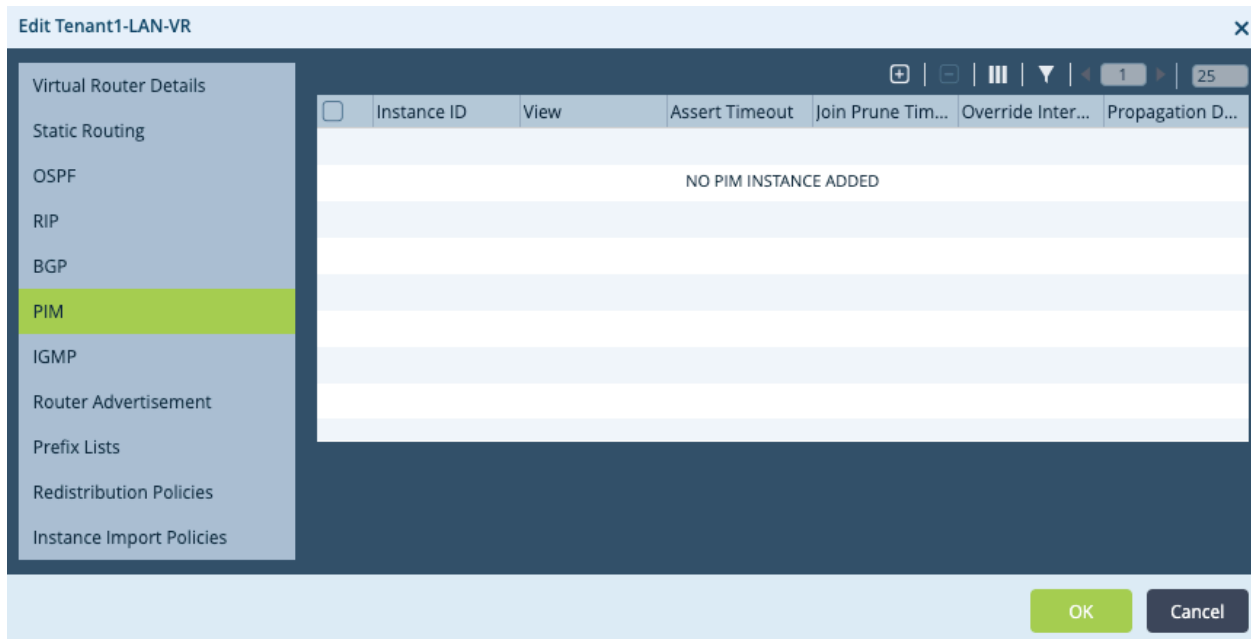 Edit Tenant1-LAN-VR
Virtual Router Details
Static Routing
OSPF
RIP
BGP
PIM
IGMP
Router Advertisement
Prefix Lists
Redistribution Policies
Instance Import Policies
1 25
Instance ID View Assert Timeout Join Prune Tim... Override Inter... Propagation D...
NO PIM INSTANCE ADDED
OK Cancel